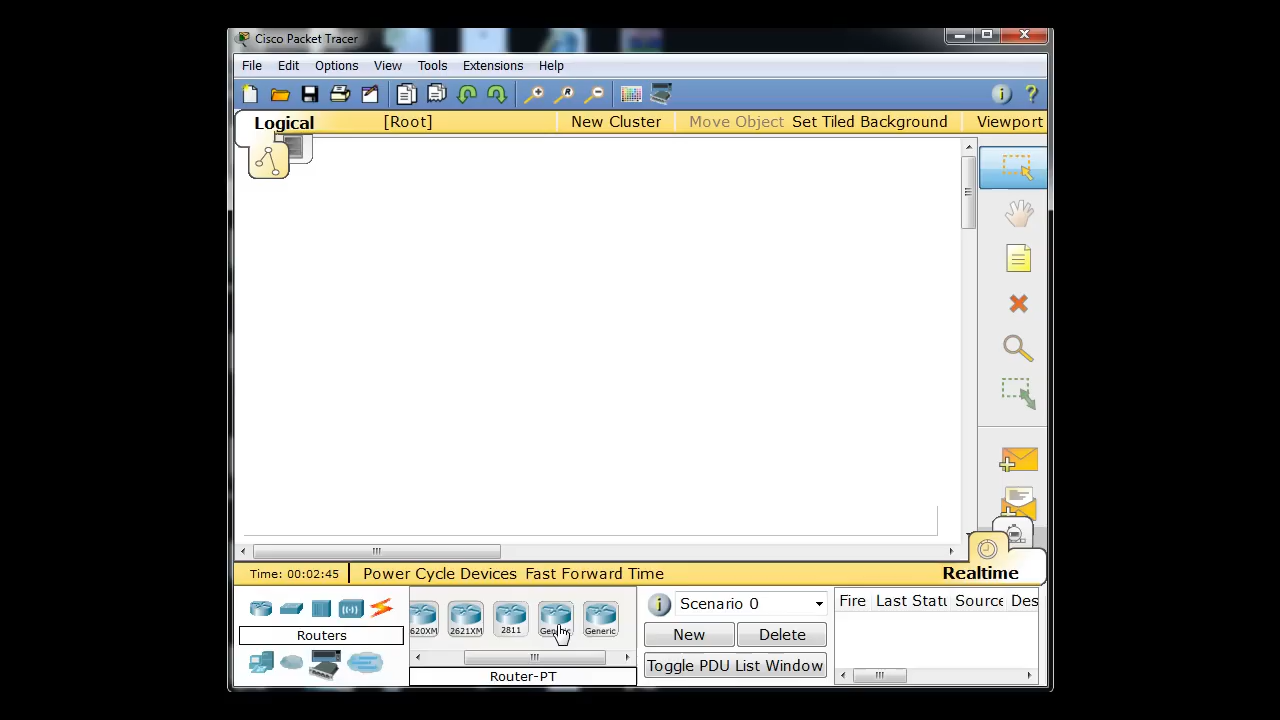 Cisco Packet Tracer
File Edit Options View Tools Extensions Help
Logical [Root] New Cluster Move Object Set Tiled Background Viewport
Time: 00:02:45 Power Cycle Devices Fast Forward Time Realtime
620XM 2621XM 2811 Generic Generic
Routers
Router-PT
Scenario 0
New Delete
Toggle PDU List Window
Fire Last Statu Source Des